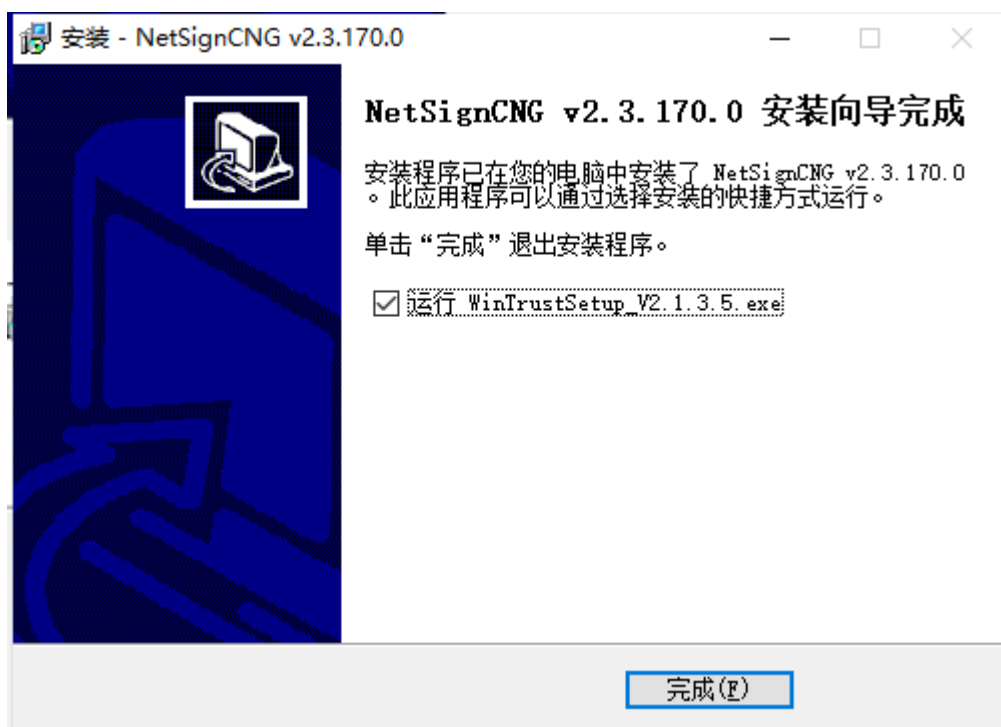 安装 - NetSignCNG v2.3.170.0
NetSignCNG v2.3.170.0 安装向导完成
安装程序已在您的电脑中安装了 NetSignCNG v2.3.170.0
。此应用程序可以通过选择安装的快捷方式运行。
单击“完成”退出安装程序。
运行 WinTrustSetup_V2.1.3.5.exe
完成(F)